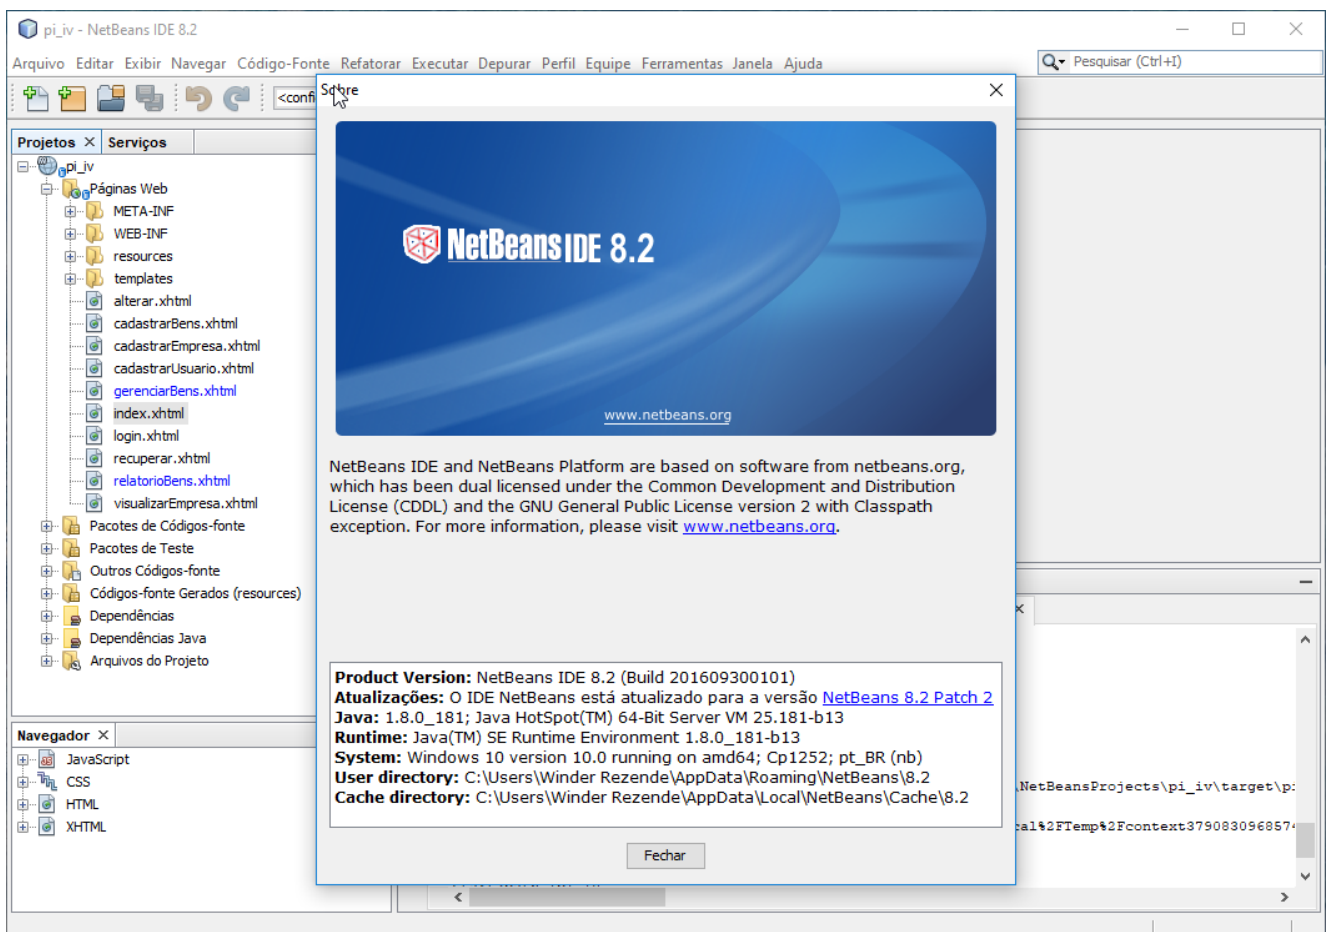 pi_iv - NetBeans IDE 8.2
Arquivo Editar Exibir Navegar Código-Fonte Refatorar Executar Depurar Perfil Equipe Ferramentas Janela Ajuda
Pesquisar (Ctrl+I)
<confi
Sobre
Projetos
Serviços
pi_iv
Páginas Web
META-INF
WEB-INF
resources
templates
alterar.xhtml
cadastrarBens.xhtml
cadastrarEmpresa.xhtml
cadastrarUsuario.xhtml
gerenciarBens.xhtml
index.xhtml
login.xhtml
recuperar.xhtml
relatorioBens.xhtml
visualizarEmpresa.xhtml
Pacotes de Códigos-fonte
Pacotes de Teste
Outros Códigos-fonte
Códigos-fonte Gerados (resources)
Dependências
Dependências Java
Arquivos do Projeto
Navegador
JavaScript
CSS
HTML
XHTML
NetBeans IDE 8.2
www.netbeans.org
NetBeans IDE and NetBeans Platform are based on software from netbeans.org,
which has been dual licensed under the Common Development and Distribution
License (CDDL) and the GNU General Public License version 2 with Classpath
exception. For more information, please visit www.netbeans.org.
Product Version: NetBeans IDE 8.2 (Build 201609300101)
Atualizações: O IDE NetBeans está atualizado para a versão NetBeans 8.2 Patch 2
Java: 1.8.0_181; Java HotSpot(TM) 64-Bit Server VM 25.181-b13
Runtime: Java(TM) SE Runtime Environment 1.8.0_181-b13
System: Windows 10 version 10.0 running on amd64; Cp1252; pt_BR (nb)
User directory: C:\Users\Winder Rezende\AppData\Roaming\NetBeans\8.2
Cache directory: C:\Users\Winder Rezende\AppData\Local\NetBeans\Cache\8.2
Fechar
\NetBeansProjects\pi_iv\target\pi
cal%2FTemp%2Fcontext379083096857